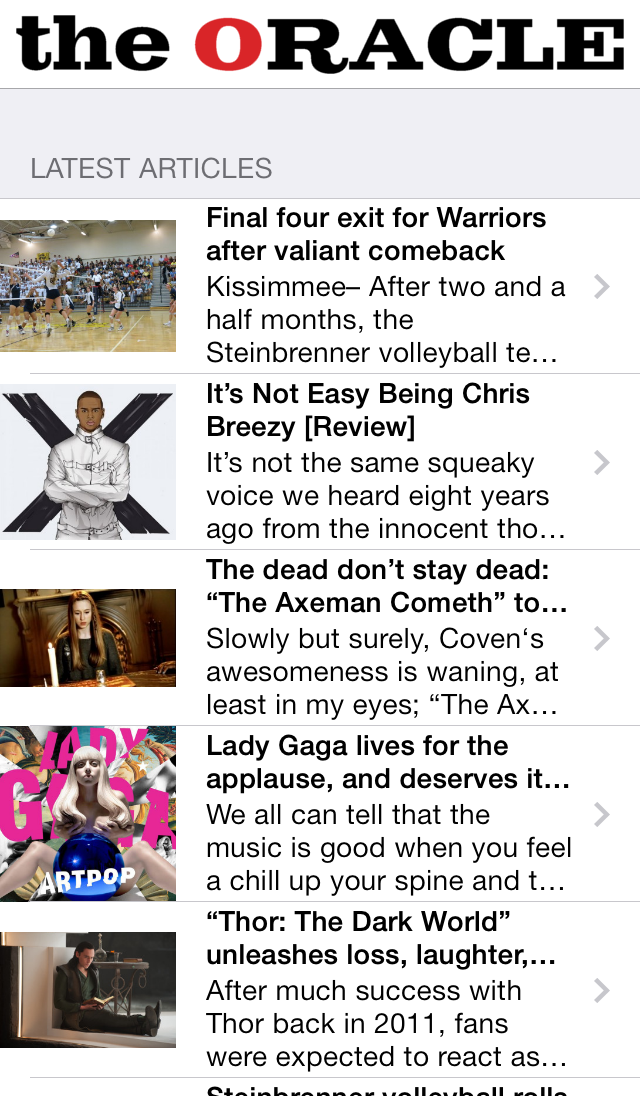 the ORACLE
LATEST ARTICLES
Final four exit for Warriors
after valiant comeback
Kissimmee– After two and a
half months, the
Steinbrenner volleyball te…
It’s Not Easy Being Chris
Breezy [Review]
It’s not the same squeaky
voice we heard eight years
ago from the innocent tho…
The dead don’t stay dead:
“The Axeman Cometh” to…
Slowly but surely, Coven‘s
awesomeness is waning, at
least in my eyes; “The Ax…
LADY
GAGA
ARTPOP
Lady Gaga lives for the
applause, and deserves it…
We all can tell that the
music is good when you feel
a chill up your spine and t…
“Thor: The Dark World”
unleashes loss, laughter,…
After much success with
Thor back in 2011, fans
were expected to react as…
Steinbrenner volleyball rolls